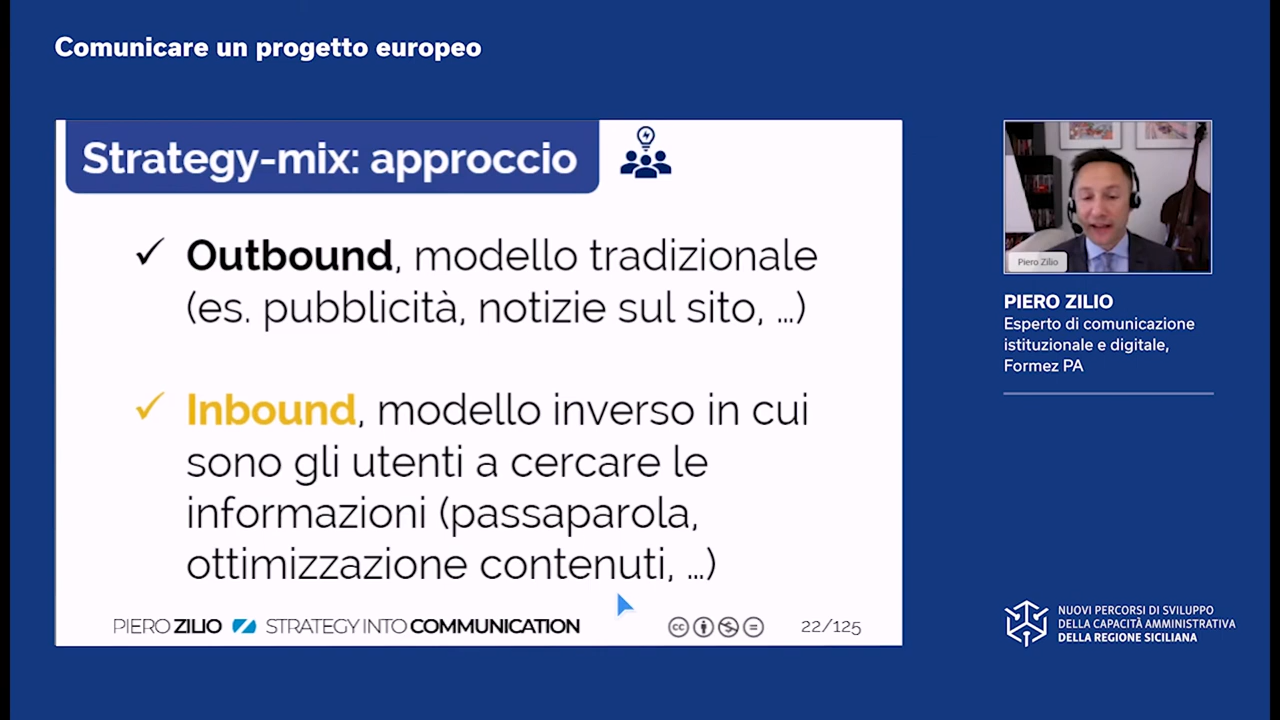 Comunicare un progetto europeo
Strategy-mix: approccio
✓ Outbound, modello tradizionale
(es. pubblicità, notizie sul sito, ...)
✓ Inbound, modello inverso in cui
sono gli utenti a cercare le
informazioni (passaparola,
ottimizzazione contenuti, ...)
PIERO ZILIO STRATEGY INTO COMMUNICATION
cc
22/125
Piero Zilio
PIERO ZILIO
Esperto di comunicazione
istituzionale e digitale,
Formez PA
NUOVI PERCORSI DI SVILUPPO
DELLA CAPACITÀ AMMINISTRATIVA
DELLA REGIONE SICILIANA